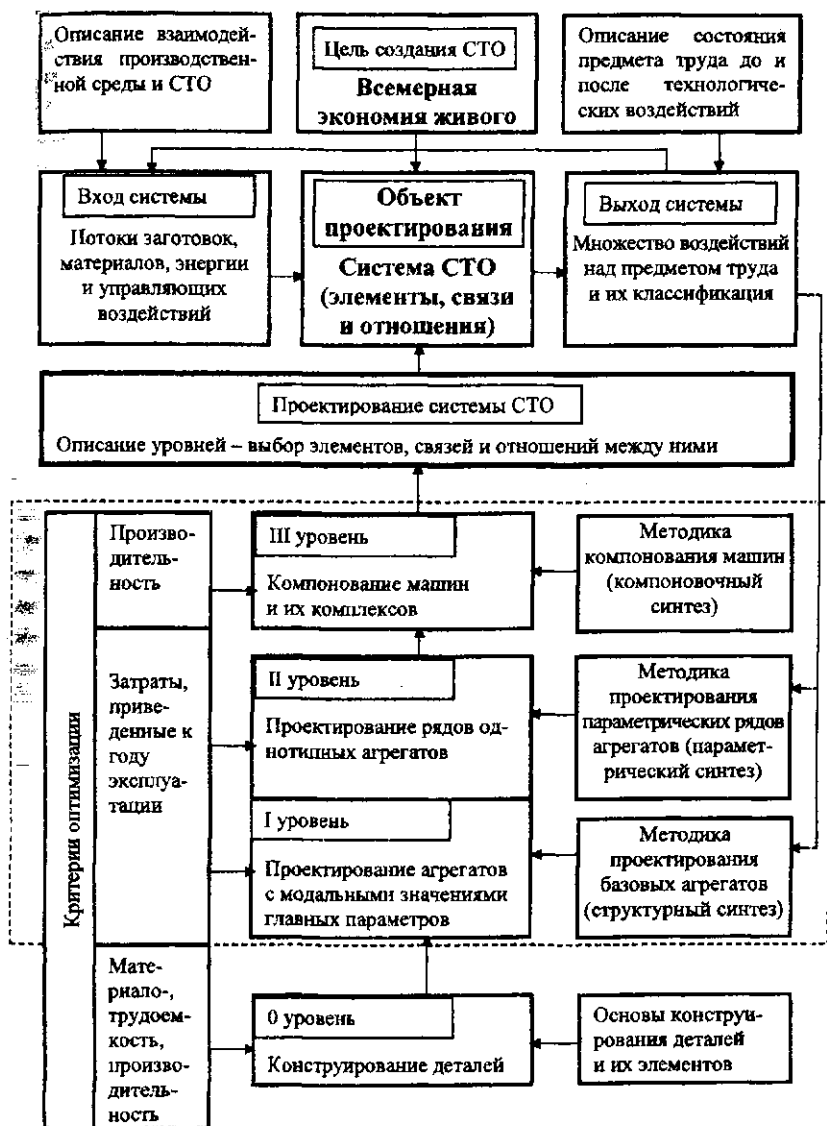 Описание взаимодей-
ствия производствен-
ной среды и СТО
Цель создания СТО
Всемерная
экономия живого
Описание состояния
предмета труда до и
после технологиче-
ских воздействий
Вход системы
Потоки заготовок,
материалов, энергии
и управляющих
воздействий
Объект
проектирования
Система СТО
(элементы, связи
и отношения)
Выход системы
Множество воздействий
над предметом труда
и их классификация
Проектирование системы СТО
Описание уровней – выбор элементов, связей и отношений между ними
Критерии оптимизации
Произво-
дитель-
ность
III уровень
Компонование машин
и их комплексов
Методика
компонования машин
(компоновочный
синтез)
Затраты,
приве-
денные к
году
эксплуа-
тации
II уровень
Проектирование рядов од-
нотипных агрегатов
Методика
проектирования
параметрических рядов
агрегатов (парамет-
рический синтез)
I уровень
Проектирование агрегатов
с модальными значениями
главных параметров
Методика
проектирования
базовых агрегатов
(структурный синтез)
Мате-
риало-,
трудоем-
кость,
произво-
дитель-
ность
0 уровень
Конструирование деталей
Основы конструи-
рования деталей
и их элементов